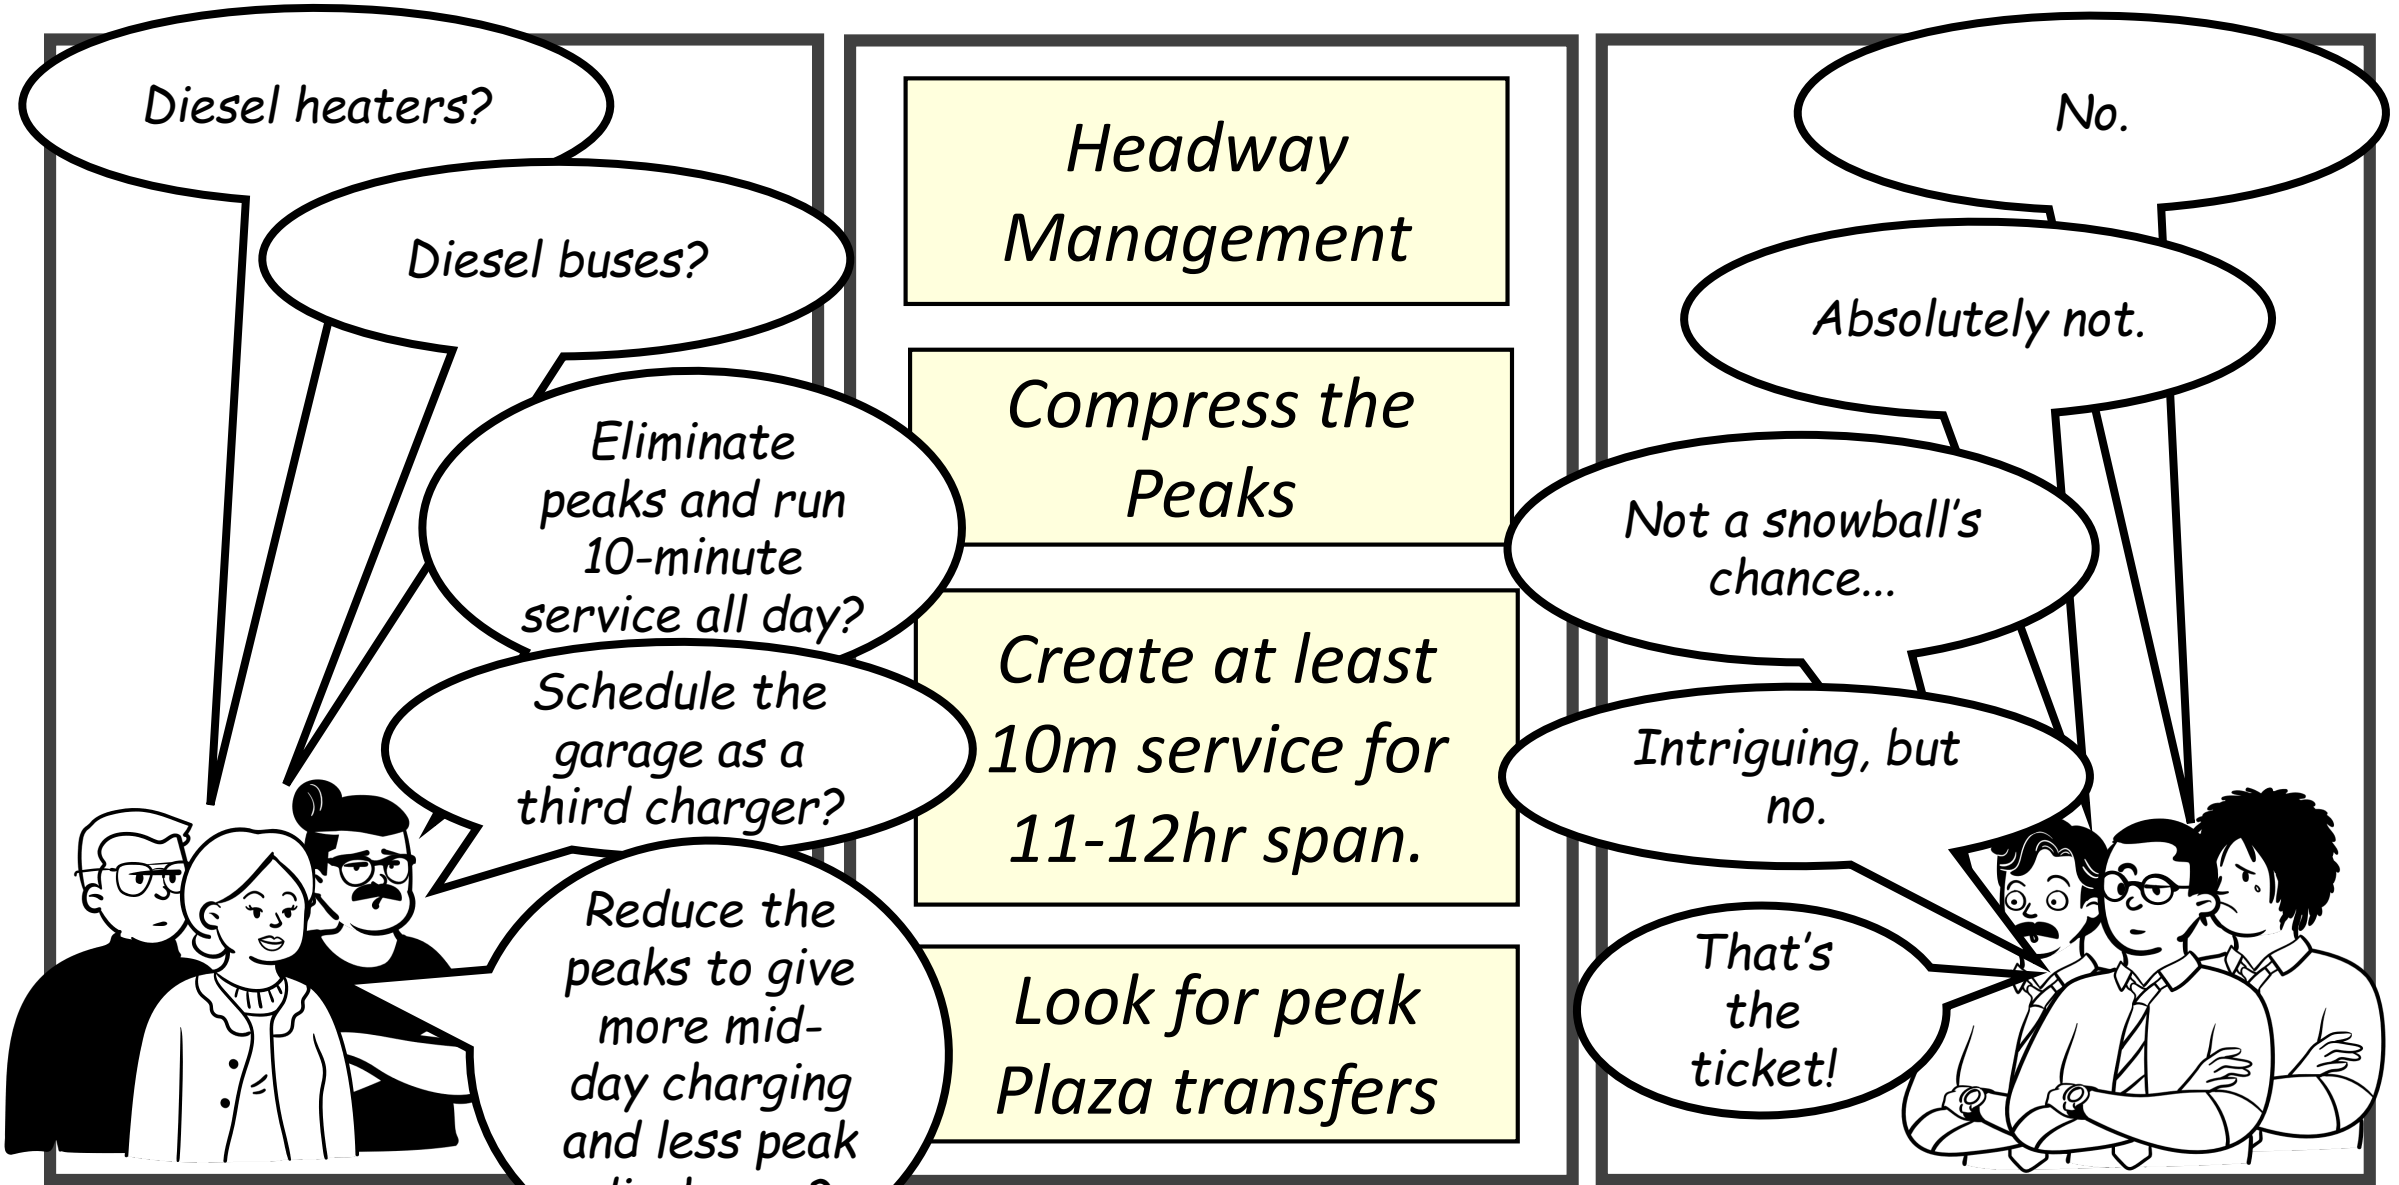 Diesel heaters?
Diesel buses?
Eliminate
peaks and run
10-minute
service all day?
Schedule the
garage as a
third charger?
Reduce the
peaks to give
more mid-
day charging
and less peak
Headway
Management
Compress the
Peaks
Create at least
10m service for
11-12hr span.
Look for peak
Plaza transfers
No.
Absolutely not.
Not a snowball's
chance...
Intriguing, but
no.
That's
the
ticket!